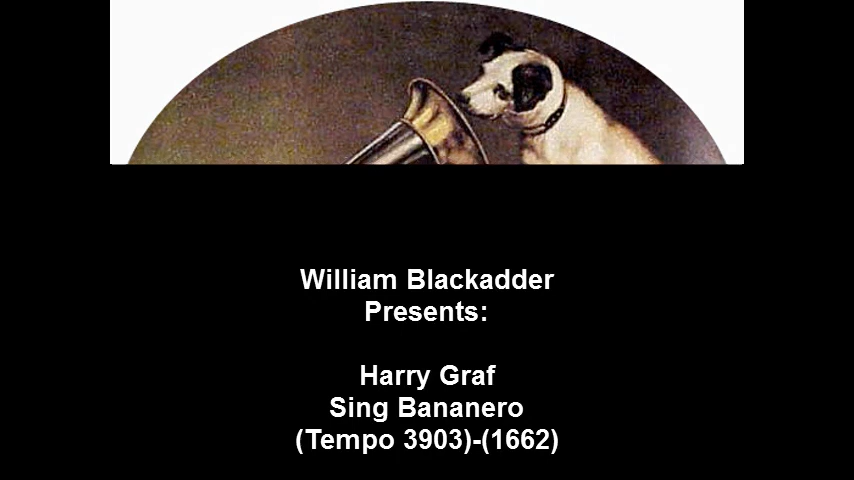 William Blackadder
Presents:
Harry Graf
Sing Bananero
(Tempo 3903)-(1662)